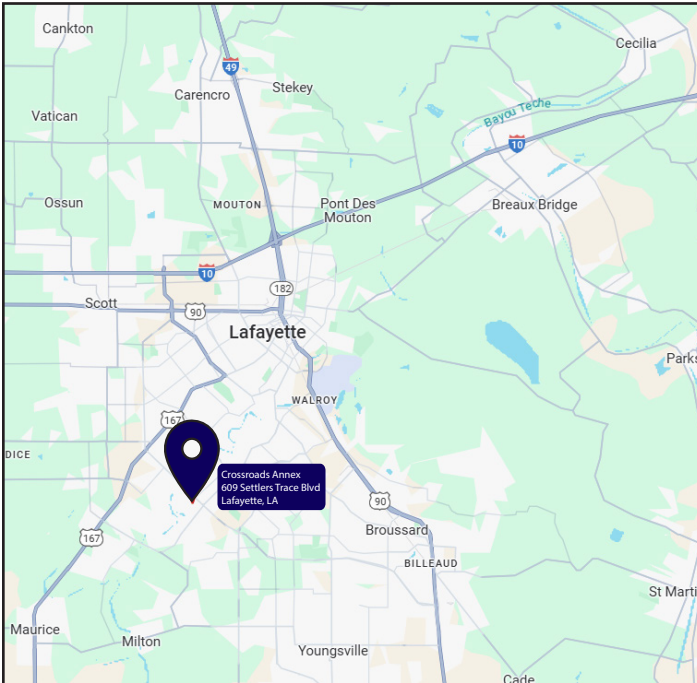 Cankton
Cecilia
49
Carencro
Stekey
Bayou Teche
Vatican
10
Ossun
MOUTON
Pont Des
Mouton
Breaux Bridge
10
182
Scott
90
Lafayette
Parks
WALROY
167
DICE
Crossroads Annex
609 Settlers Trace Blvd
Lafayette, LA
90
Broussard
167
BILLEAUD
St Marti
Maurice
Milton
Youngsville
Cade